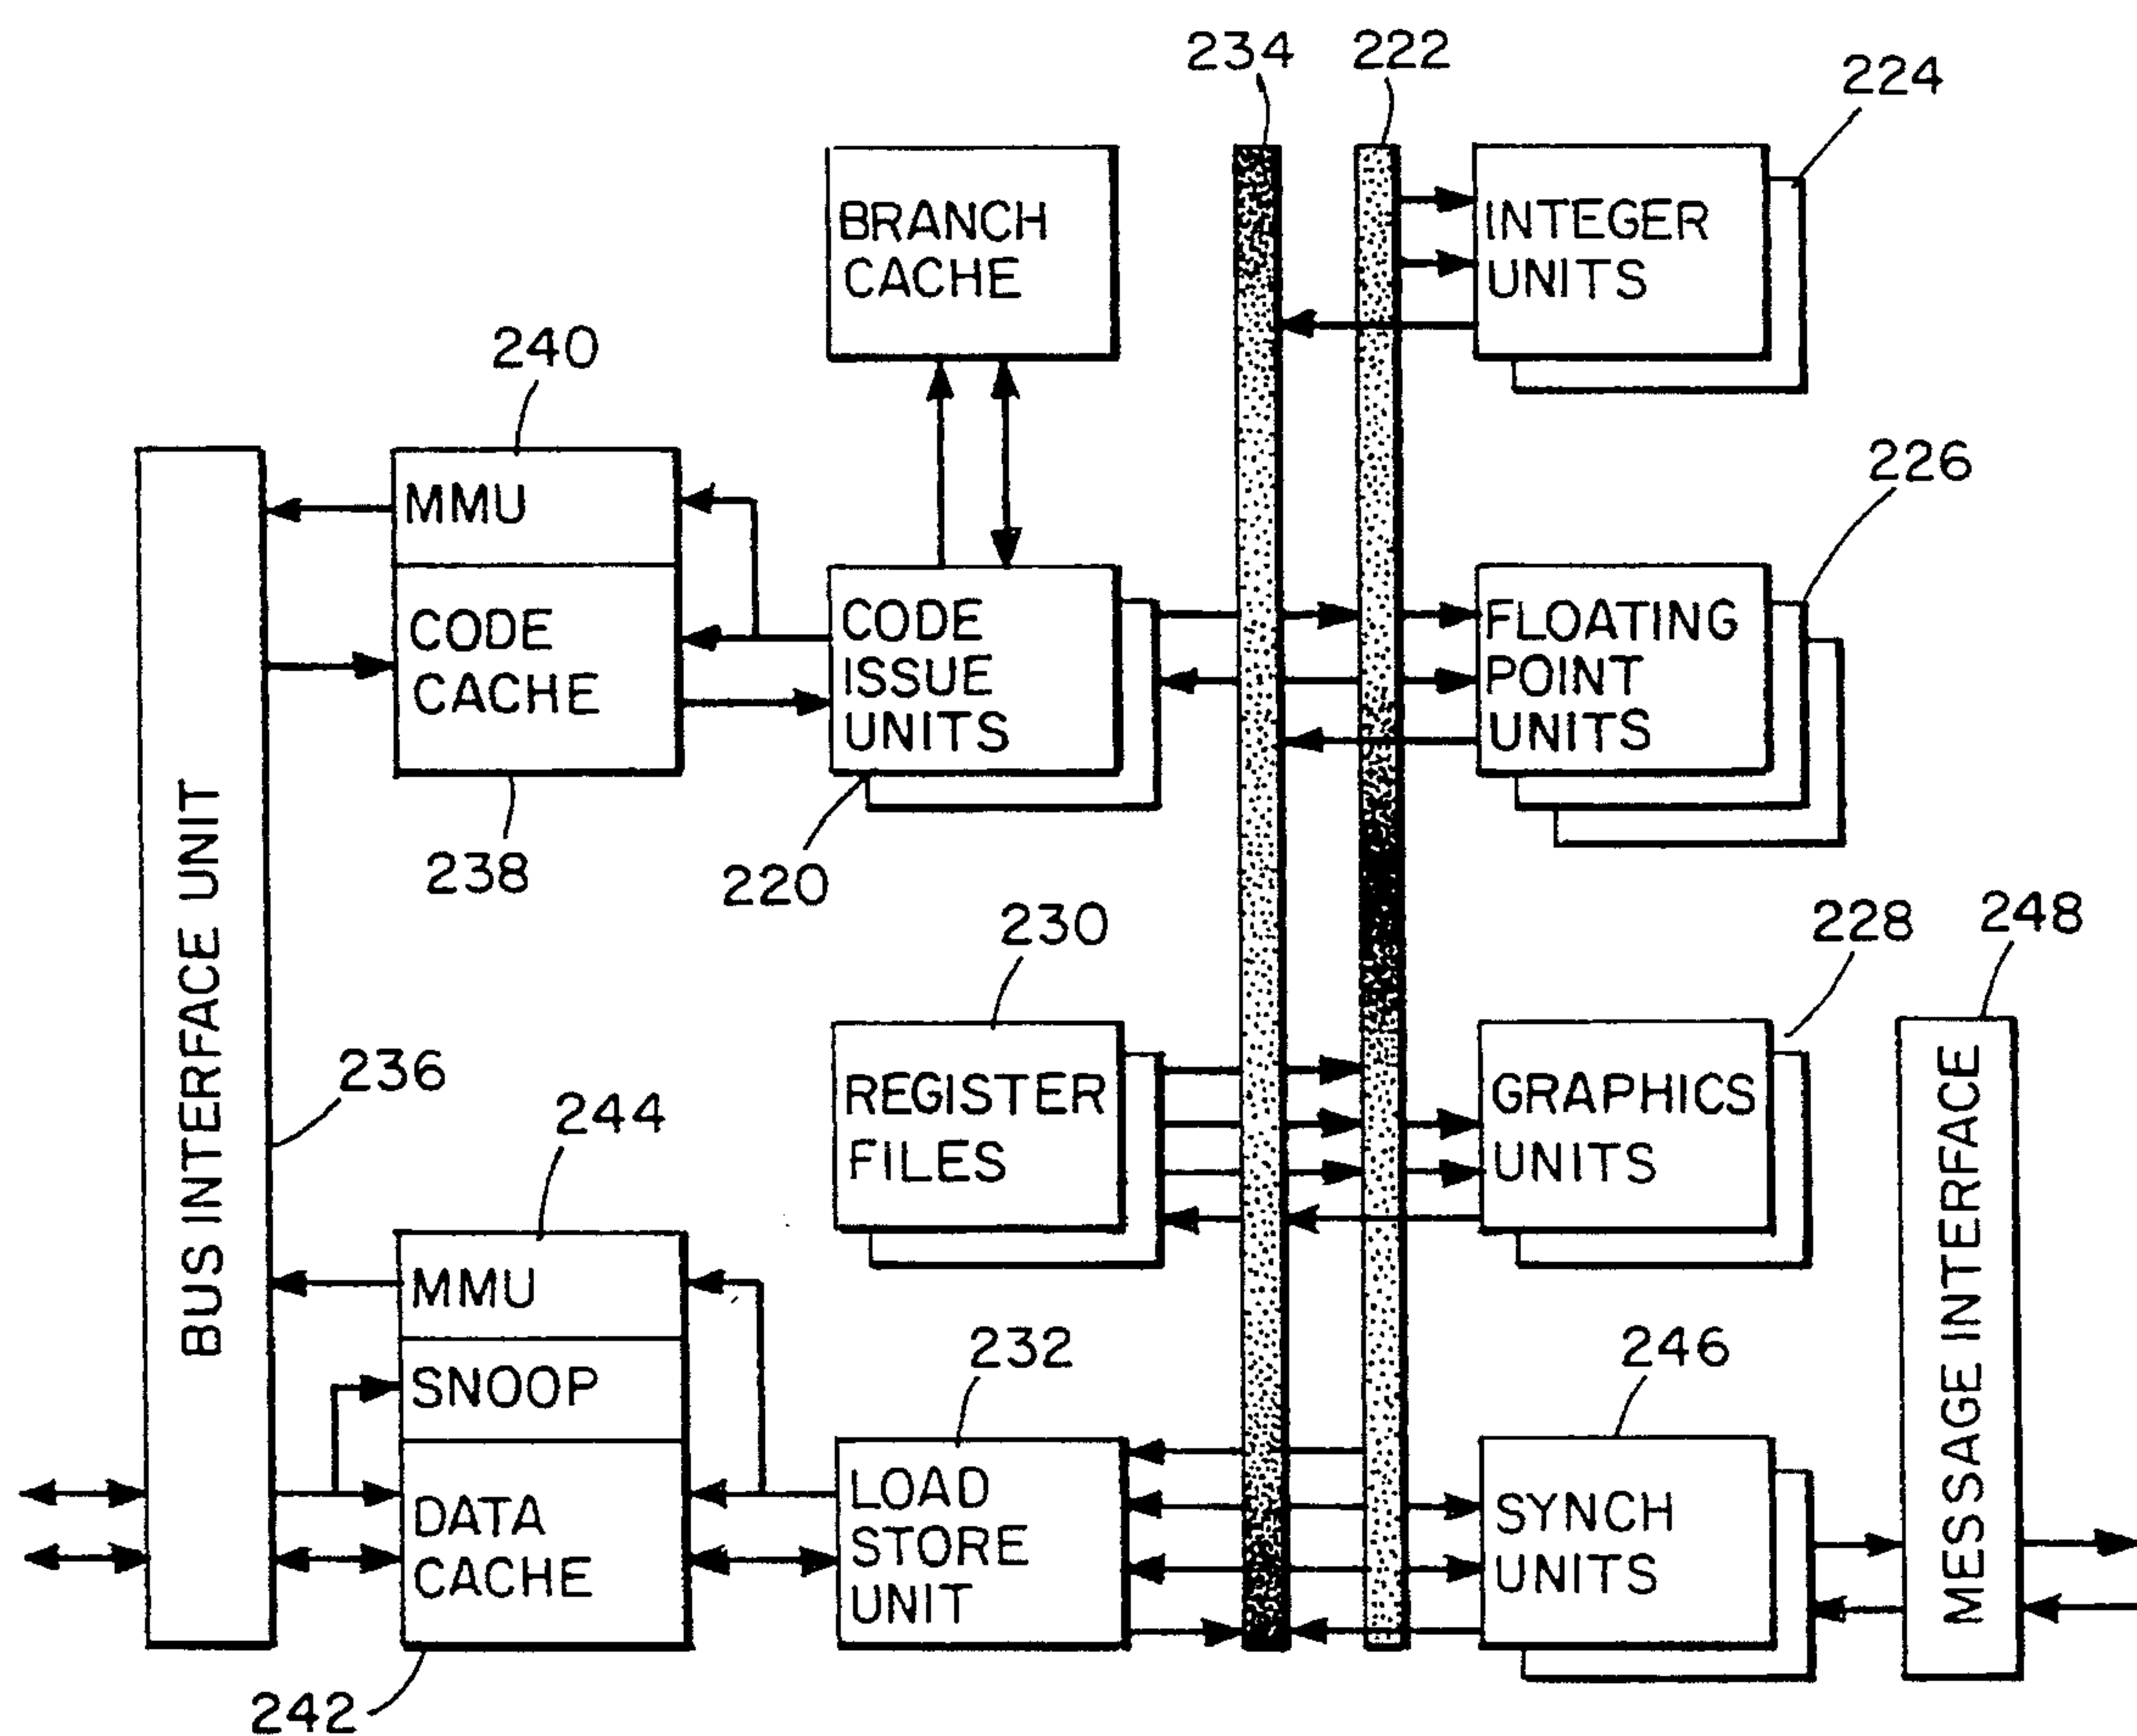 234
222
224
BRANCH
CACHE
INTEGER
UNITS
240
226
MMU
CODE
CACHE
CODE
ISSUE
UNITS
FLOATING
POINT
UNITS
238
220
BUS INTERFACE UNIT
230
228
248
236
244
REGISTER
FILES
GRAPHICS
UNITS
MESSAGE INTERFACE
MMU
SNOOP
DATA
CACHE
232
246
LOAD
STORE
UNIT
SYNCH
UNITS
242